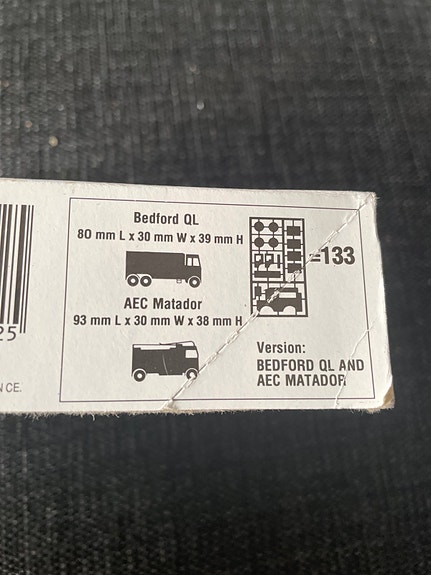 Bedford QL
80 mm L x 30 mm W x 39 mm H
AEC Matador
93 mm L x 30 mm W x 38 mm H
=133
Version:
BEDFORD QL AND
AEC MATADOR
25
N CE.